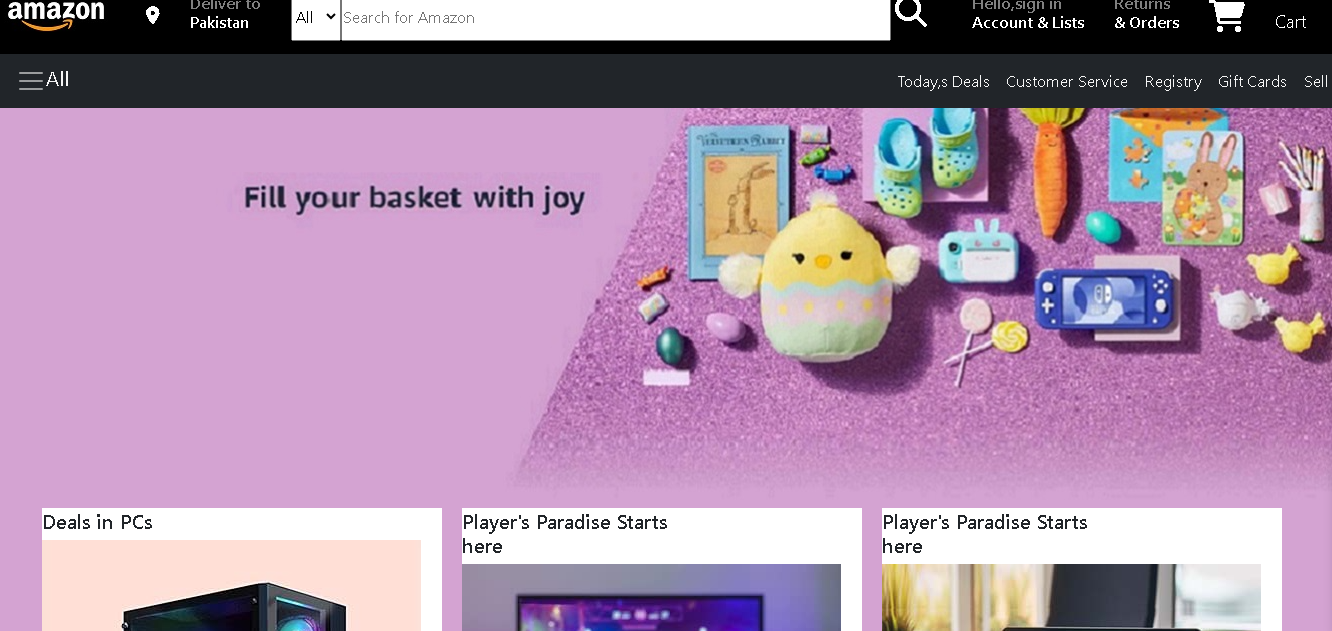 amazon
Deliver to
Pakistan
All
Search for Amazon
Hello,sign in
Account & Lists
Returns
& Orders
Cart
All
Today,s Deals
Customer Service
Registry
Gift Cards
Sell
Fill your basket with joy
VELVETEEN RABBIT
Deals in PCs
Player's Paradise Starts
here
Player's Paradise Starts
here